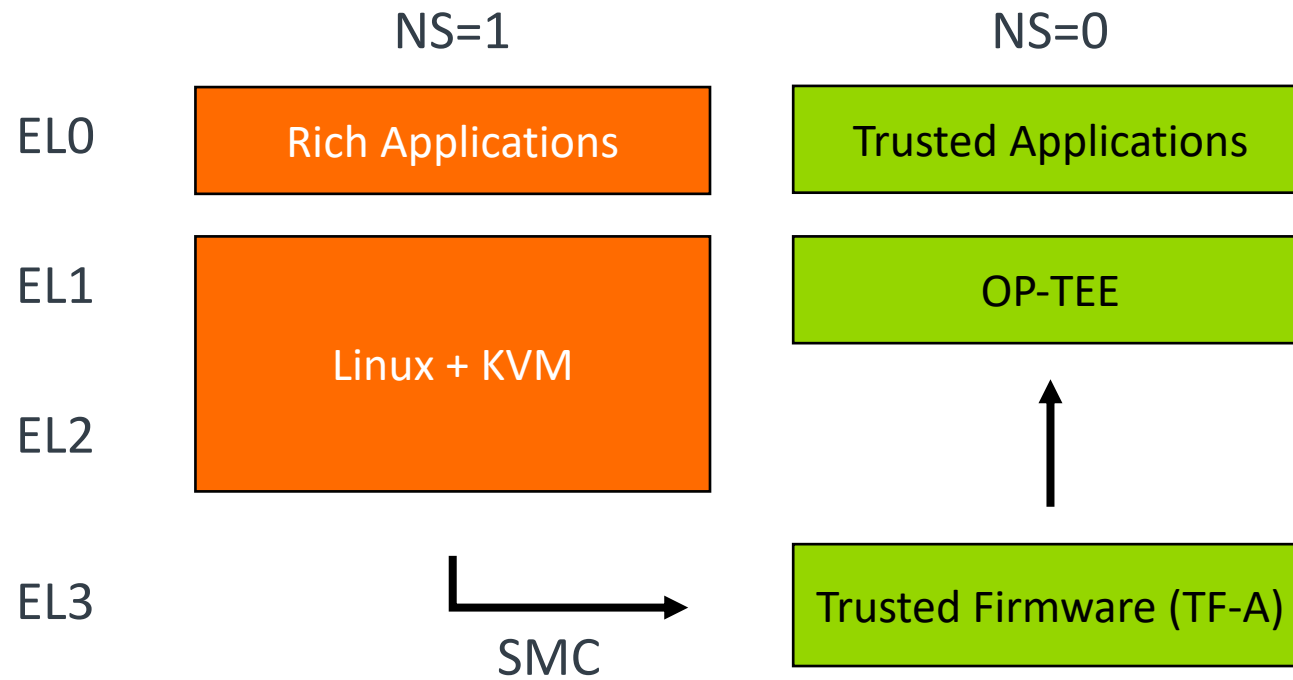 NS=1
NS=0
EL0
Rich Applications
Trusted Applications
EL1
OP-TEE
Linux + KVM
EL2
EL3
Trusted Firmware (TF-A)
SMC